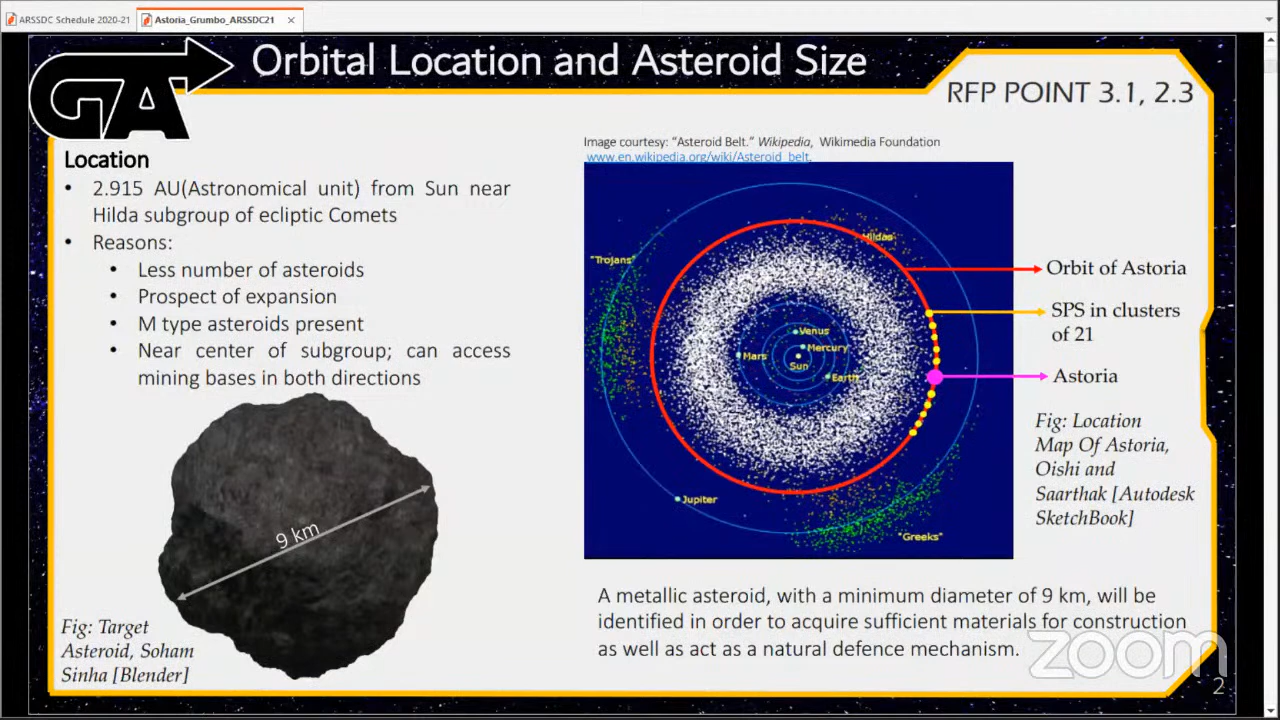 ARSSDC Schedule 2020-21
Astoria_Grumbo_ARSSDC21
GA
Orbital Location and Asteroid Size
RFP POINT 3.1, 2.3
Location
• 2.915 AU(Astronomical unit) from Sun near
Hilda subgroup of ecliptic Comets
• Reasons:
• Less number of asteroids
• Prospect of expansion
• M type asteroids present
• Near center of subgroup; can access
mining bases in both directions
9 km
Fig: Target
Asteroid, Soham
Sinha [Blender]
Image courtesy: “Asteroid Belt.” Wikipedia, Wikimedia Foundation
www.en.wikipedia.org/wiki/Asteroid_belt.
Hildas
"Trojans"
Venus
Mercury
Mars
Sun
Earth
Jupiter
"Greeks"
Orbit of Astoria
SPS in clusters
of 21
Astoria
Fig: Location
Map Of Astoria,
Oishi and
Saarthak [Autodesk
SketchBook]
A metallic asteroid, with a minimum diameter of 9 km, will be
identified in order to acquire sufficient materials for construction
as well as act as a natural defence mechanism.
zoom
2